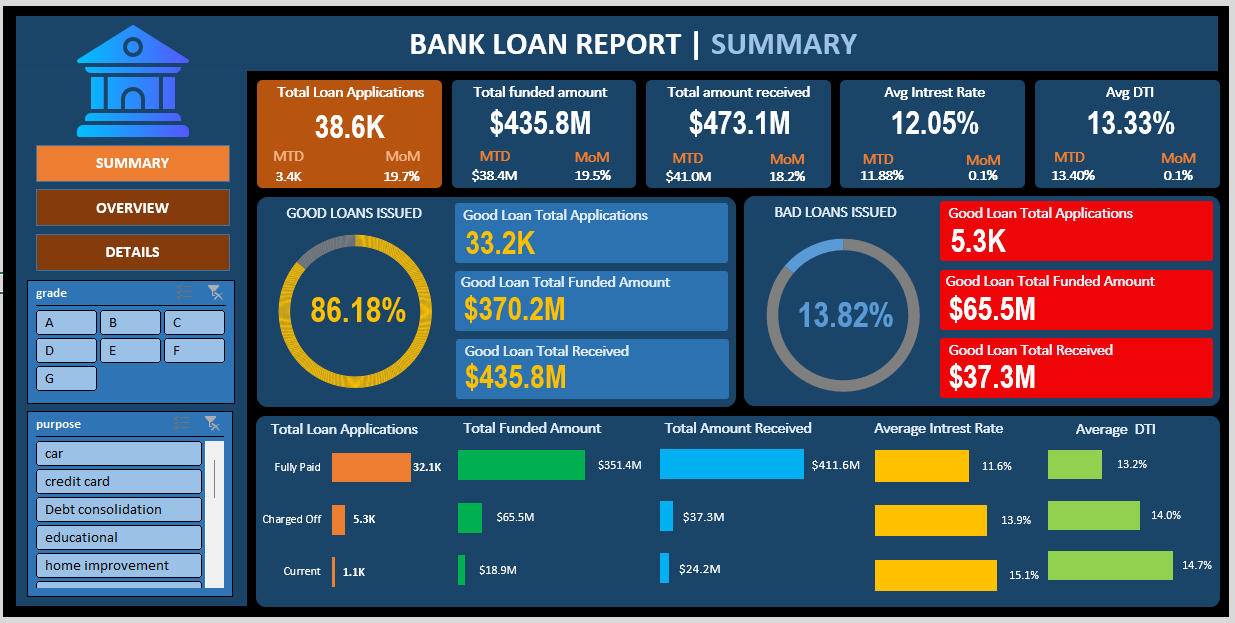 BANK LOAN REPORT | SUMMARY
SUMMARY
OVERVIEW
DETAILS
grade
A B C
D E F
G
purpose
car
credit card
Debt consolidation
educational
home improvement
Total Loan Applications
38.6K
MTD MoM
3.4K 19.7%
Total funded amount
$435.8M
MTD MoM
$38.4M 19.5%
Total amount received
$473.1M
MTD MoM
$41.0M 18.2%
Avg Intrest Rate
12.05%
MTD MoM
11.88% 0.1%
Avg DTI
13.33%
MTD MoM
13.40% 0.1%
GOOD LOANS ISSUED
86.18%
Good Loan Total Applications
33.2K
Good Loan Total Funded Amount
$370.2M
Good Loan Total Received
$435.8M
BAD LOANS ISSUED
13.82%
Good Loan Total Applications
5.3K
Good Loan Total Funded Amount
$65.5M
Good Loan Total Received
$37.3M
Total Loan Applications Total Funded Amount Total Amount Received Average Intrest Rate Average DTI
Fully Paid 32.1K $351.4M $411.6M 11.6% 13.2%
Charged Off 5.3K $65.5M $37.3M 13.9% 14.0%
Current 1.1K $18.9M $24.2M 15.1% 14.7%